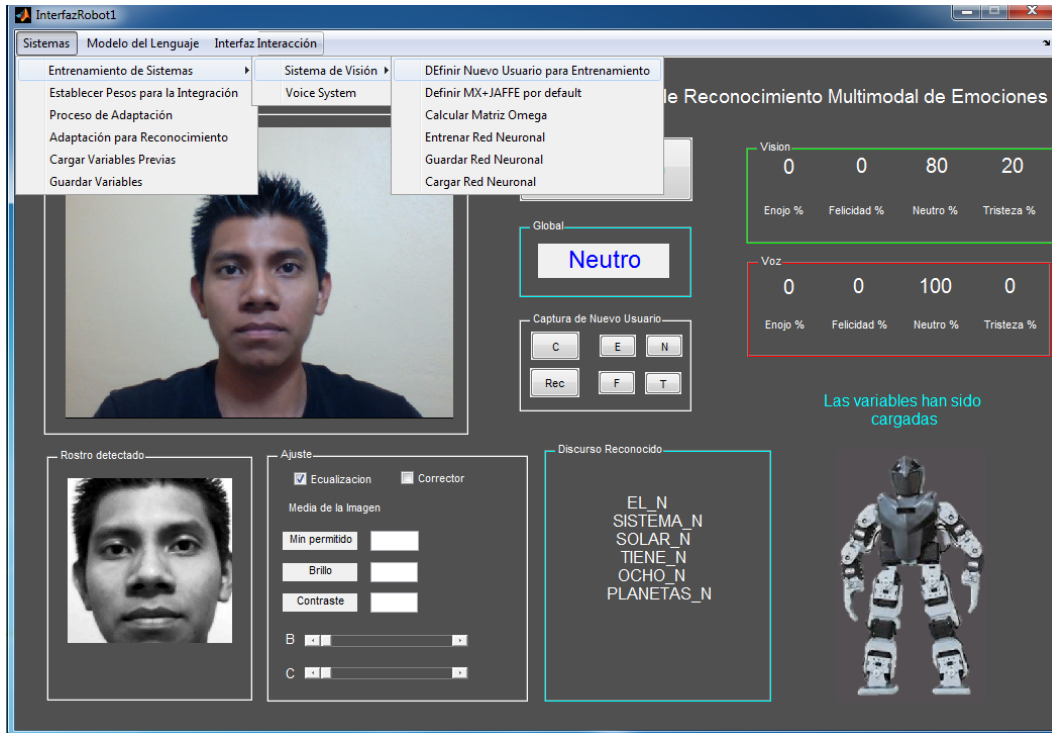 InterfazRobot1
Sistemas Modelo del Lenguaje Interfaz Interacción
Entrenamiento de Sistemas
Establecer Pesos para la Integración
Proceso de Adaptación
Adaptación para Reconocimiento
Cargar Variables Previas
Guardar Variables
Sistema de Visión
Voice System
DEfinir Nuevo Usuario para Entrenamiento
Definir MX+JAFFE por default
Calcular Matriz Omega
Entrenar Red Neuronal
Guardar Red Neuronal
Cargar Red Neuronal
Reconocimiento Multimodal de Emociones
Vision
0 0 80 20
Enojo % Felicidad % Neutro % Tristeza %
Global
Neutro
Voz
0 0 100 0
Enojo % Felicidad % Neutro % Tristeza %
Captura de Nuevo Usuario
C E N
Rec F T
Las variables han sido
cargadas
Rostro detectado
Ajuste
Ecualizacion Corrector
Media de la Imagen
Min permitido
Brillo
Contraste
B
C
Discurso Reconocido
EL_N
SISTEMA_N
SOLAR_N
TIENE_N
OCHO_N
PLANETAS_N